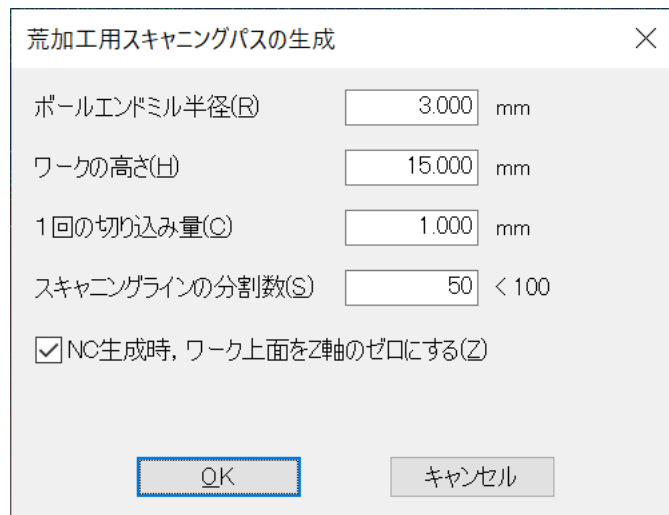 荒加工用スキャニングパスの生成
ボールエンドミル半径(R) 3.000 mm
ワークの高さ(H) 15.000 mm
1回の切り込み量(C) 1.000 mm
スキャニングラインの分割数(S) 50 < 100
NC生成時，ワーク上面をZ軸のゼロにする(Z)
OK キャンセル